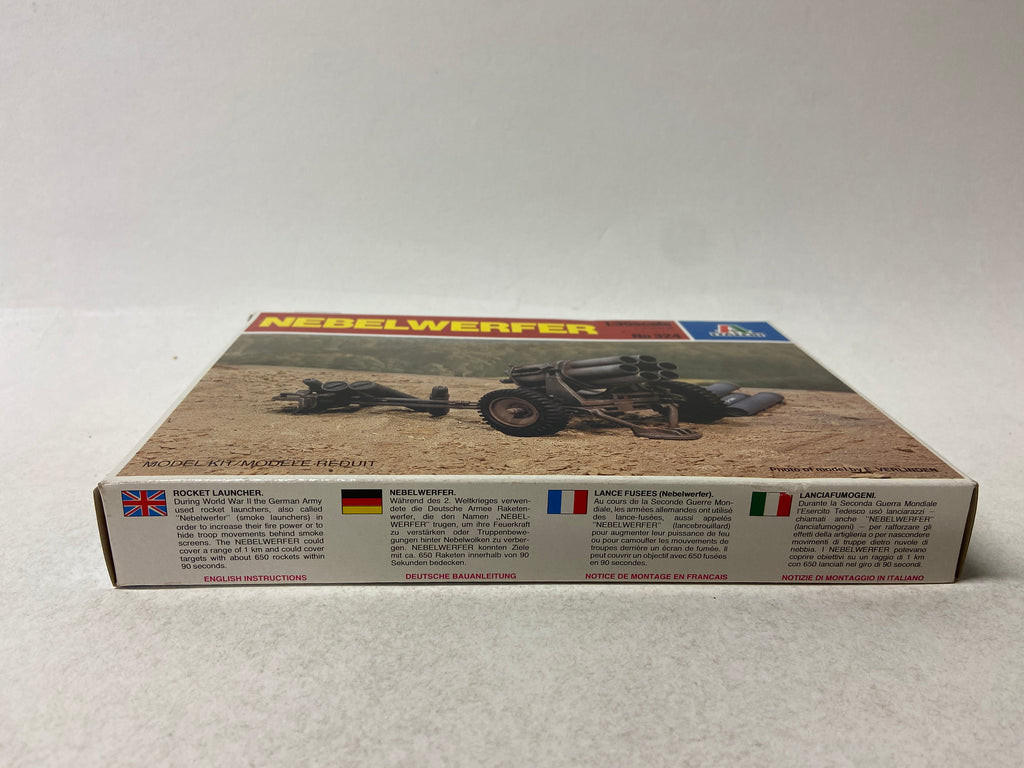 NEBELWERFER
No 324
ITALERI
MODEL KIT/MODELE REDUIT
Photo of model by F. VERLINDEN
ROCKET LAUNCHER.
During World War II the German Army
used rocket launchers, also called
"Nebelwerfer" (smoke launchers) in
order to increase their fire power or to
hide troop movements behind smoke
screens. The NEBELWERFER could
cover a range of 1 km and could cover
targets with about 650 rockets within
90 seconds.
ENGLISH INSTRUCTIONS
NEBELWERFER.
Während des 2. Weltkriegs verwen-
dete die Deutsche Armee Raketen-
werfer, die den Namen „NEBEL-
WERFER" trugen, um ihre Feuerkraft
zu verstärken oder Truppenbewe-
gungen hinter Nebelwolken zu verber-
gen. NEBELWERFER konnten Ziele
mit ca. 650 Raketen innerhalb von 90
Sekunden bedecken.
DEUTSCHE BAUANLEITUNG
LANCE FUSEES (Nebelwerfer).
Au cours de la Seconde Guerre Mon-
diale, les armées allemandes ont utilisé
des lance-fusées, aussi appelés
"NEBELWERFER" (lancebrouillard)
pour augmenter leur puissance de feu
ou pour camoufler les mouvements de
troupes derrière un écran de fumée. Il
peut couvrir un objectif avec 650 fusées
en 90 secondes.
NOTICE DE MONTAGE EN FRANCAIS
LANCIAFUMOGENI.
Durante la Seconda Guerra Mondiale
l'Esercito Tedesco usò lanciarazzi –
chiamati anche "NEBELWERFER"
(lanciafumogeni) – per rafforzare gli
effetti della artiglieria o per nascondere
movimenti di truppe dietro nuvole di
nebbia. I NEBELWERFER potevano
coprire obiettivi su un raggio di 1 km
con 650 lanciati nel giro di 90 secondi.
NOTIZIE DI MONTAGGIO IN ITALIANO